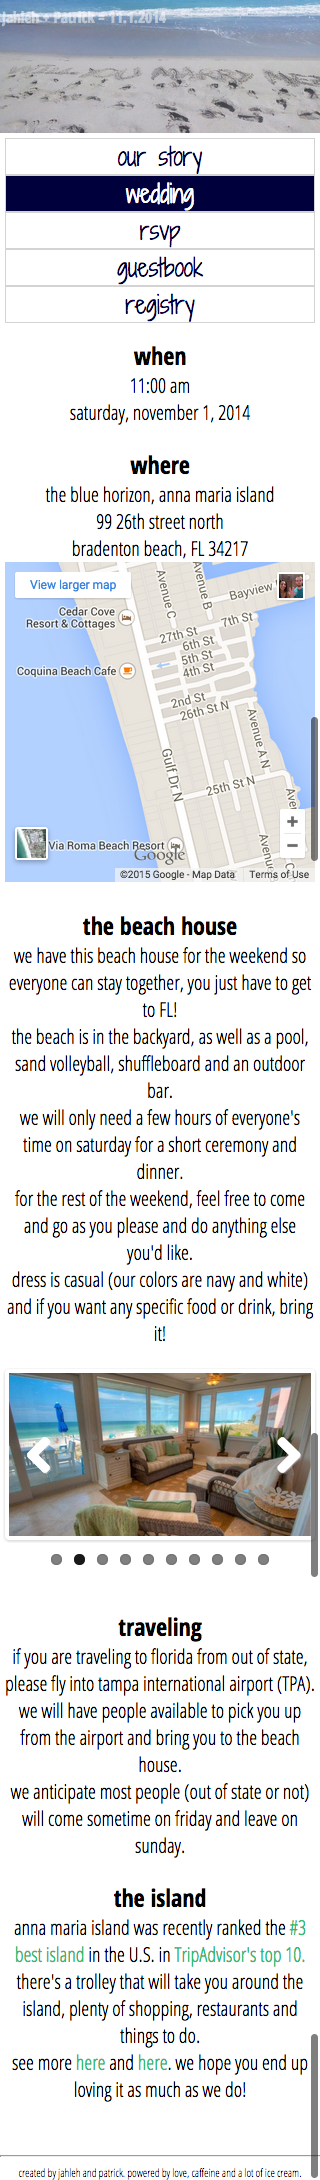 jahleh + Patrick = 11.1.2014
our story
wedding
rsvp
guestbook
registry
when
11:00 am
saturday, november 1, 2014
where
the blue horizon, anna maria island
99 26th street north
bradenton beach, FL 34217
View larger map
Avenue B
Avenue C
Bayview
Cedar Cove
Resort & Cottages
7th St
27th St
6th St
5th St
4th St
Coquina Beach Cafe
2nd St
26th St N
Avenue A N
Gulf Dr N
25th St N
Ave
Avenu
+
−
Via Roma Beach Resort
Google
©2015 Google - Map Data
Terms of Use
the beach house
we have this beach house for the weekend so
everyone can stay together, you just have to get
to FL!
the beach is in the backyard, as well as a pool,
sand volleyball, shuffleboard and an outdoor
bar.
we will only need a few hours of everyone's
time on saturday for a short ceremony and
dinner.
for the rest of the weekend, feel free to come
and go as you please and do anything else
you'd like.
dress is casual (our colors are navy and white)
and if you want any specific food or drink, bring
it!
traveling
if you are traveling to florida from out of state,
please fly into tampa international airport (TPA).
we will have people available to pick you up
from the airport and bring you to the beach
house.
we anticipate most people (out of state or not)
will come sometime on friday and leave on
sunday.
the island
anna maria island was recently ranked the #3
best island in the U.S. in TripAdvisor's top 10.
there's a trolley that will take you around the
island, plenty of shopping, restaurants and
things to do.
see more here and here. we hope you end up
loving it as much as we do!
created by jahleh and patrick. powered by love, caffeine and a lot of ice cream.